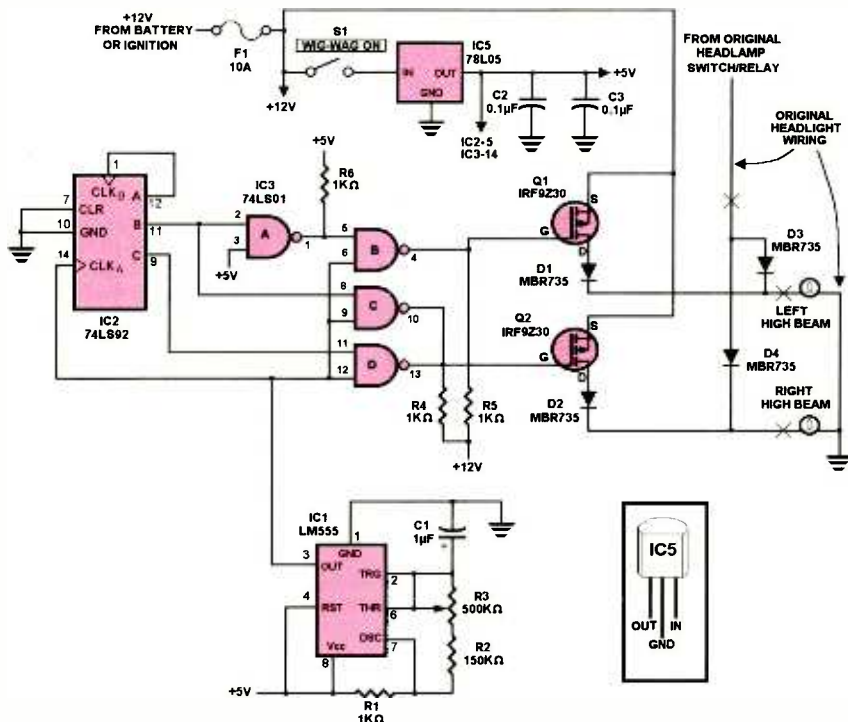 +12V
FROM BATTERY
OR IGNITION
F1
10A
S1
WIG-WAG ON
+12V
IC5
78L05
IN
OUT
GND
+5V
C2
0.1µF
C3
0.1µF
IC2-5
IC3-14
FROM ORIGINAL
HEADLAMP
SWITCH/RELAY
ORIGINAL
HEADLIGHT
WIRING
1
CLKB
A
12
7
CLR
B
11
10
GND
C
9
14
CLKA
IC2
74LS92
+5V
R6
1KΩ
IC3
74LS01
2
3
A
1
+5V
5
6
B
4
8
9
C
10
11
12
D
13
R4
1KΩ
R5
1KΩ
+12V
Q1
IRF9Z30
S
G
D
D1
MBR735
Q2
IRF9Z30
S
G
D
D2
MBR735
D3
MBR735
LEFT
HIGH BEAM
D4
MBR735
RIGHT
HIGH BEAM
IC1
LM555
1
GND
3
OUT
TRG
2
4
RST
THR
6
DSC
7
Vcc
8
C1
1µF
+
R3
500KΩ
R2
150KΩ
+5V
R1
1KΩ
IC5
OUT
IN
GND